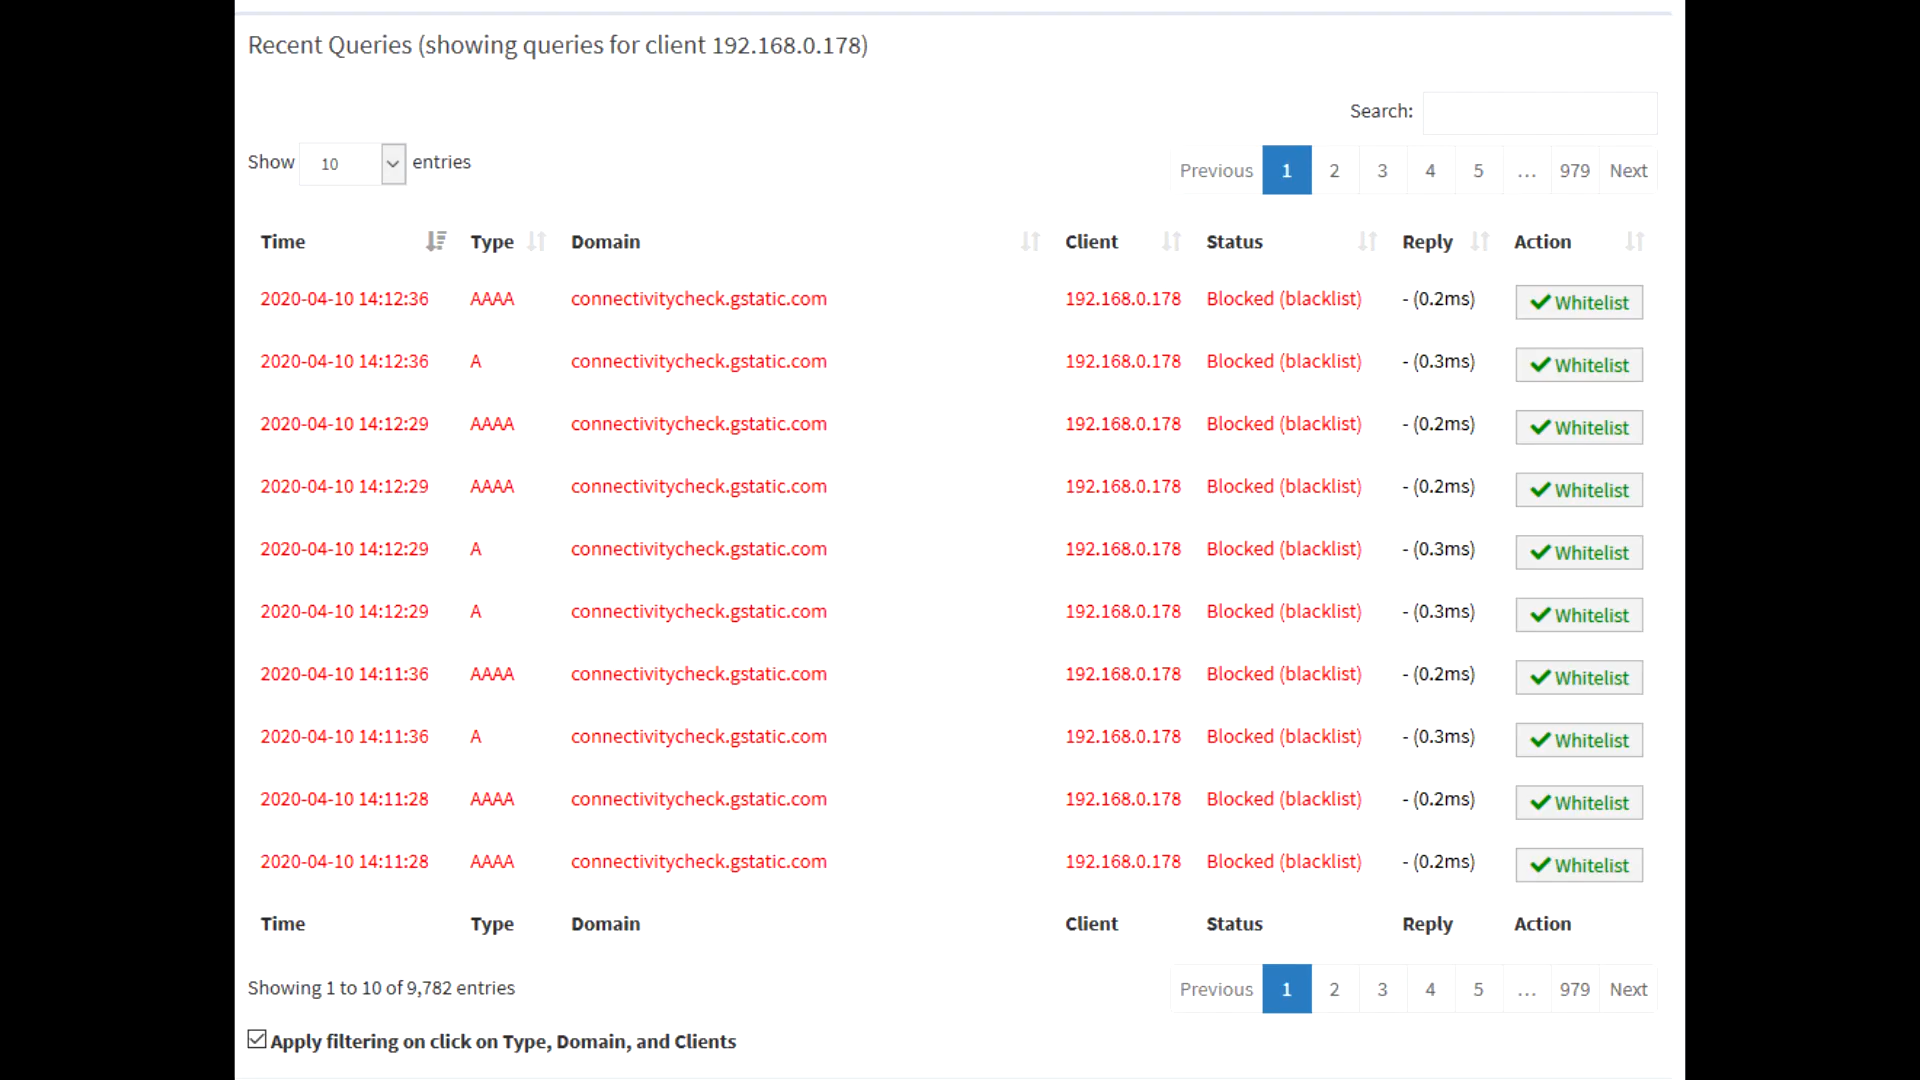 Recent Queries (showing queries for client 192.168.0.178)
Search:
Show 10 entries
Previous 1 2 3 4 5 … 979 Next
Time Type Domain Client Status Reply Action
2020-04-10 14:12:36 AAAA connectivitycheck.gstatic.com 192.168.0.178 Blocked (blacklist) - (0.2ms) Whitelist
2020-04-10 14:12:36 A connectivitycheck.gstatic.com 192.168.0.178 Blocked (blacklist) - (0.3ms) Whitelist
2020-04-10 14:12:29 AAAA connectivitycheck.gstatic.com 192.168.0.178 Blocked (blacklist) - (0.2ms) Whitelist
2020-04-10 14:12:29 AAAA connectivitycheck.gstatic.com 192.168.0.178 Blocked (blacklist) - (0.2ms) Whitelist
2020-04-10 14:12:29 A connectivitycheck.gstatic.com 192.168.0.178 Blocked (blacklist) - (0.3ms) Whitelist
2020-04-10 14:12:29 A connectivitycheck.gstatic.com 192.168.0.178 Blocked (blacklist) - (0.3ms) Whitelist
2020-04-10 14:11:36 AAAA connectivitycheck.gstatic.com 192.168.0.178 Blocked (blacklist) - (0.2ms) Whitelist
2020-04-10 14:11:36 A connectivitycheck.gstatic.com 192.168.0.178 Blocked (blacklist) - (0.3ms) Whitelist
2020-04-10 14:11:28 AAAA connectivitycheck.gstatic.com 192.168.0.178 Blocked (blacklist) - (0.2ms) Whitelist
2020-04-10 14:11:28 AAAA connectivitycheck.gstatic.com 192.168.0.178 Blocked (blacklist) - (0.2ms) Whitelist
Time Type Domain Client Status Reply Action
Showing 1 to 10 of 9,782 entries
Previous 1 2 3 4 5 … 979 Next
Apply filtering on click on Type, Domain, and Clients